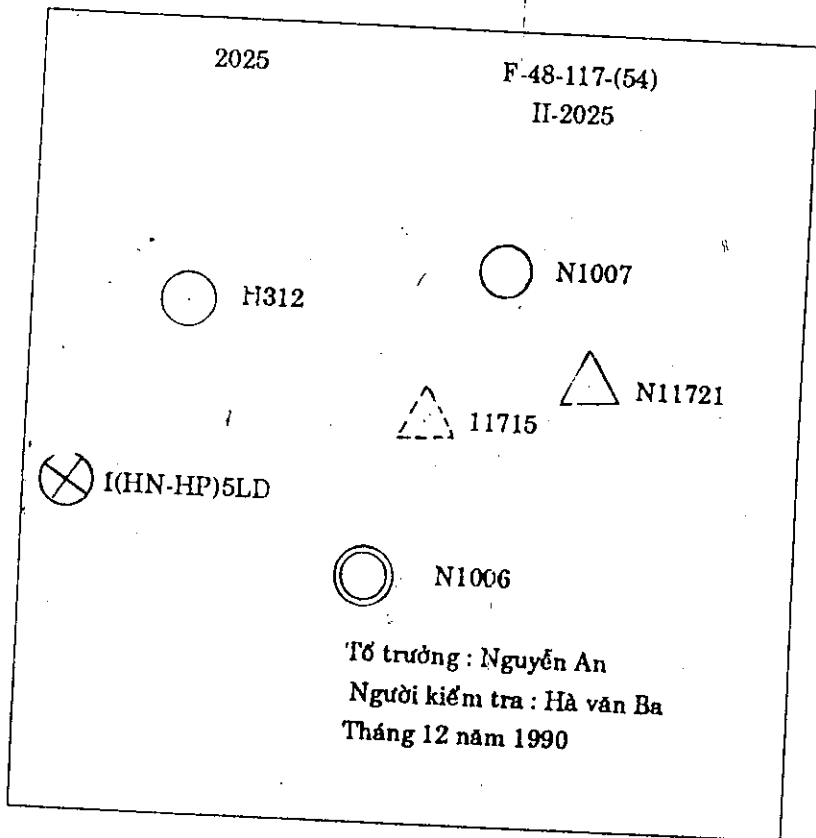 2025
F-48-117-(54)
II-2025
H312
N1007
11715
N11721
I(HN-HP)5LD
N1006
Tổ trưởng : Nguyễn An
Người kiểm tra : Hà văn Ba
Tháng 12 năm 1990